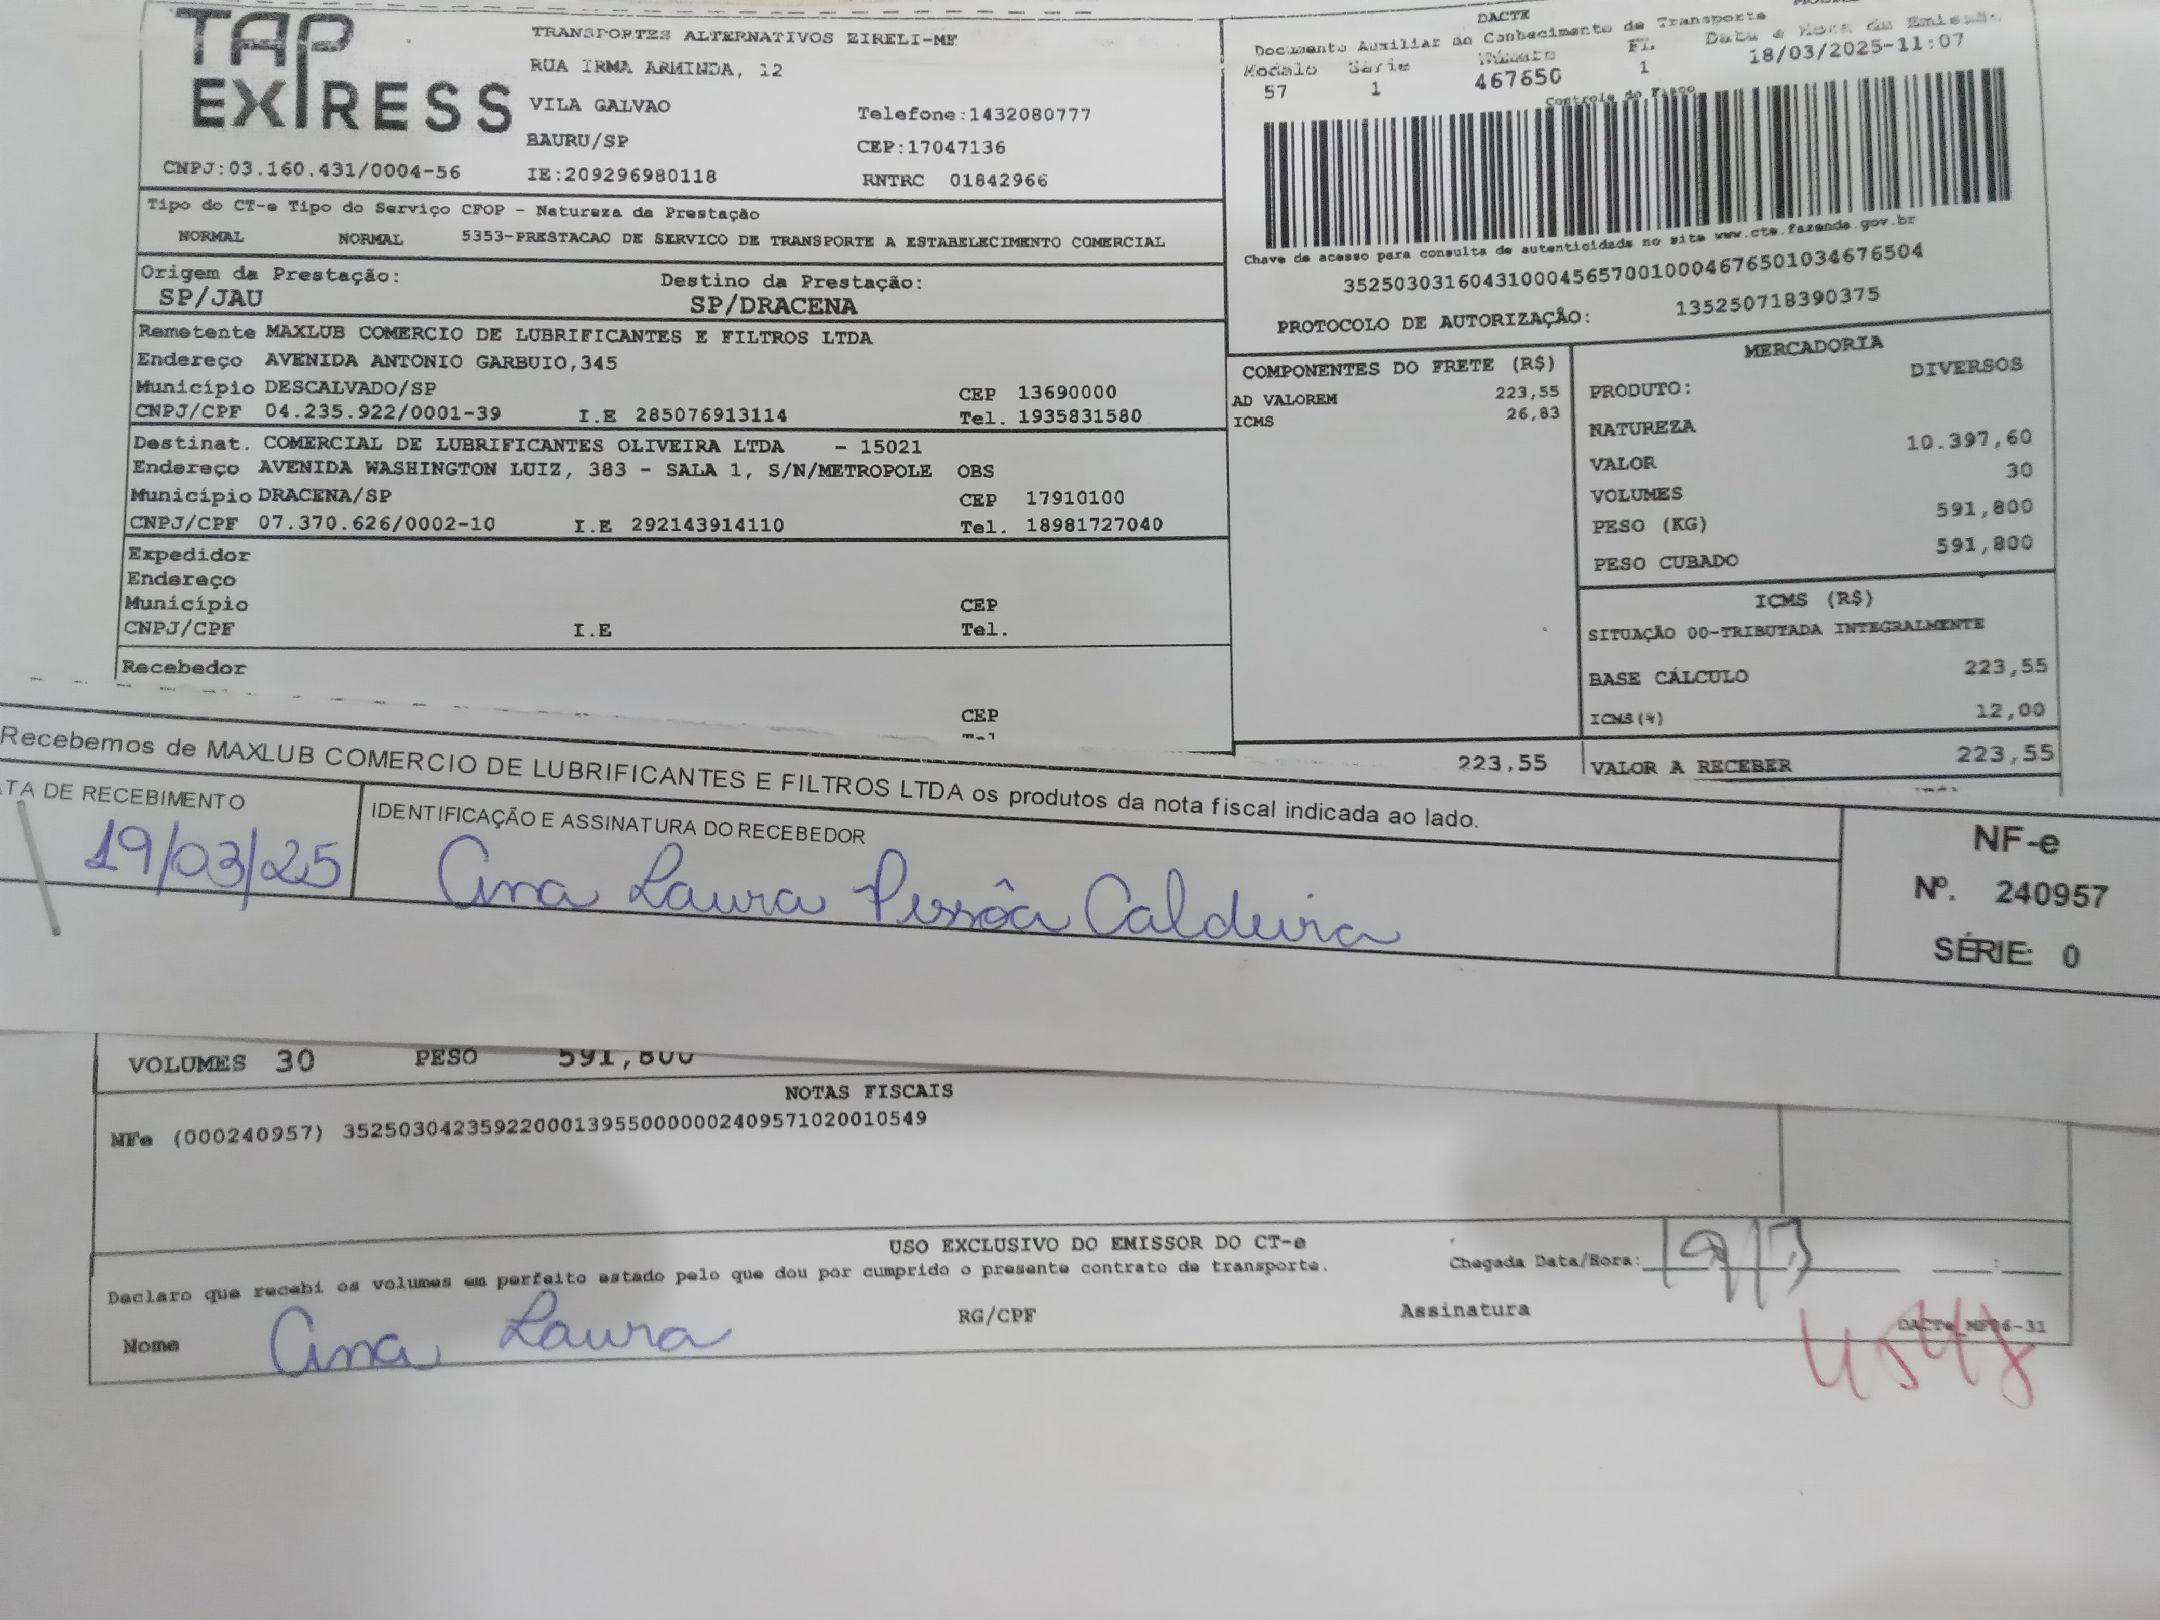 TAP
EXPRESS
TRANSPORTES ALTERNATIVOS EIRELI-ME
RUA IRMA ARMINDA, 12
VILA GALVAO Telefone:1432080777
BAURU/SP CEP:17047136
CNPJ:03.160.431/0004-56 IE:209296980118 RNTRC 01842966
DACTE
Documento Auxiliar do Conhecimento de Transporte
Modalo Série Número Fl. Data e Hora da Emissão
57 1 467650 1 18/03/2025-11:07
Controle do Fisco
Chave de acesso para consulta de autenticidade no site www.cte.fazenda.gov.br
35250303160431000456570010004676501034676504
PROTOCOLO DE AUTORIZAÇÃO: 135250718390375
Tipo do CT-e Tipo do Serviço CFOP - Natureza da Prestação
NORMAL NORMAL 5353-PRESTACAO DE SERVICO DE TRANSPORTE A ESTABELECIMENTO COMERCIAL
Origem da Prestação: Destino da Prestação:
SP/JAU SP/DRACENA
Remetente MAXLUB COMERCIO DE LUBRIFICANTES E FILTROS LTDA
Endereço AVENIDA ANTONIO GARBUIO,345
Município DESCALVADO/SP CEP 13690000
CNPJ/CPF 04.235.922/0001-39 I.E 285076913114 Tel. 1935831580
Destinat. COMERCIAL DE LUBRIFICANTES OLIVEIRA LTDA - 15021
Endereço AVENIDA WASHINGTON LUIZ, 383 - SALA 1, S/N/METROPOLE OBS
Município DRACENA/SP CEP 17910100
CNPJ/CPF 07.370.626/0002-10 I.E 292143914110 Tel. 18981727040
Expedidor
Endereço
Município CEP
CNPJ/CPF I.E Tel.
Recebedor
CEP
COMPONENTES DO FRETE (R$)
AD VALOREM 223,55
ICMS 26,83
223,55
MERCADORIA
PRODUTO: DIVERSOS
NATUREZA
VALOR 10.397,60
VOLUMES 30
PESO (KG) 591,800
PESO CUBADO 591,800
ICMS (R$)
SITUAÇÃO 00-TRIBUTADA INTEGRALMENTE
BASE CÁLCULO 223,55
ICMS(%) 12,00
VALOR A RECEBER 223,55
Recebemos de MAXLUB COMERCIO DE LUBRIFICANTES E FILTROS LTDA os produtos da nota fiscal indicada ao lado.
ATA DE RECEBIMENTO IDENTIFICAÇÃO E ASSINATURA DO RECEBEDOR
19/03/25 Ana Laura Pessôa Caldeira
NF-e
Nº. 240957
SÉRIE: 0
VOLUMES 30 PESO 591,800
NOTAS FISCAIS
NFe (000240957) 35250304235922000139550000002409571020010549
USO EXCLUSIVO DO EMISSOR DO CT-e
Declaro que recebi os volumes em perfeito estado pelo que dou por cumprido o presente contrato de transporte. Chegada Data/Hora: 19/3 :
Nome Ana Laura RG/CPF Assinatura